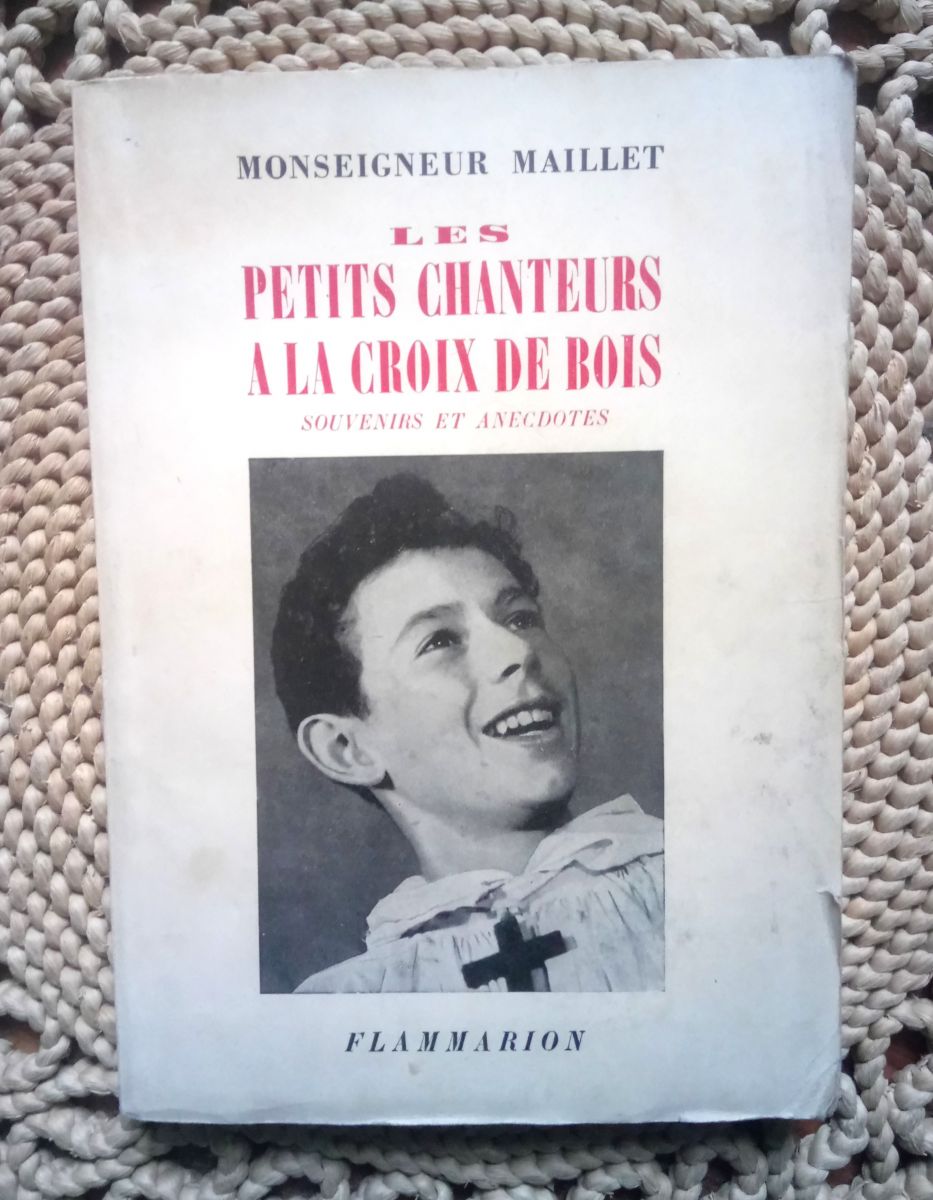 MONSEIGNEUR MAILLET
LES
PETITS CHANTEURS
A LA CROIX DE BOIS
SOUVENIRS ET ANECDOTES
FLAMMARION